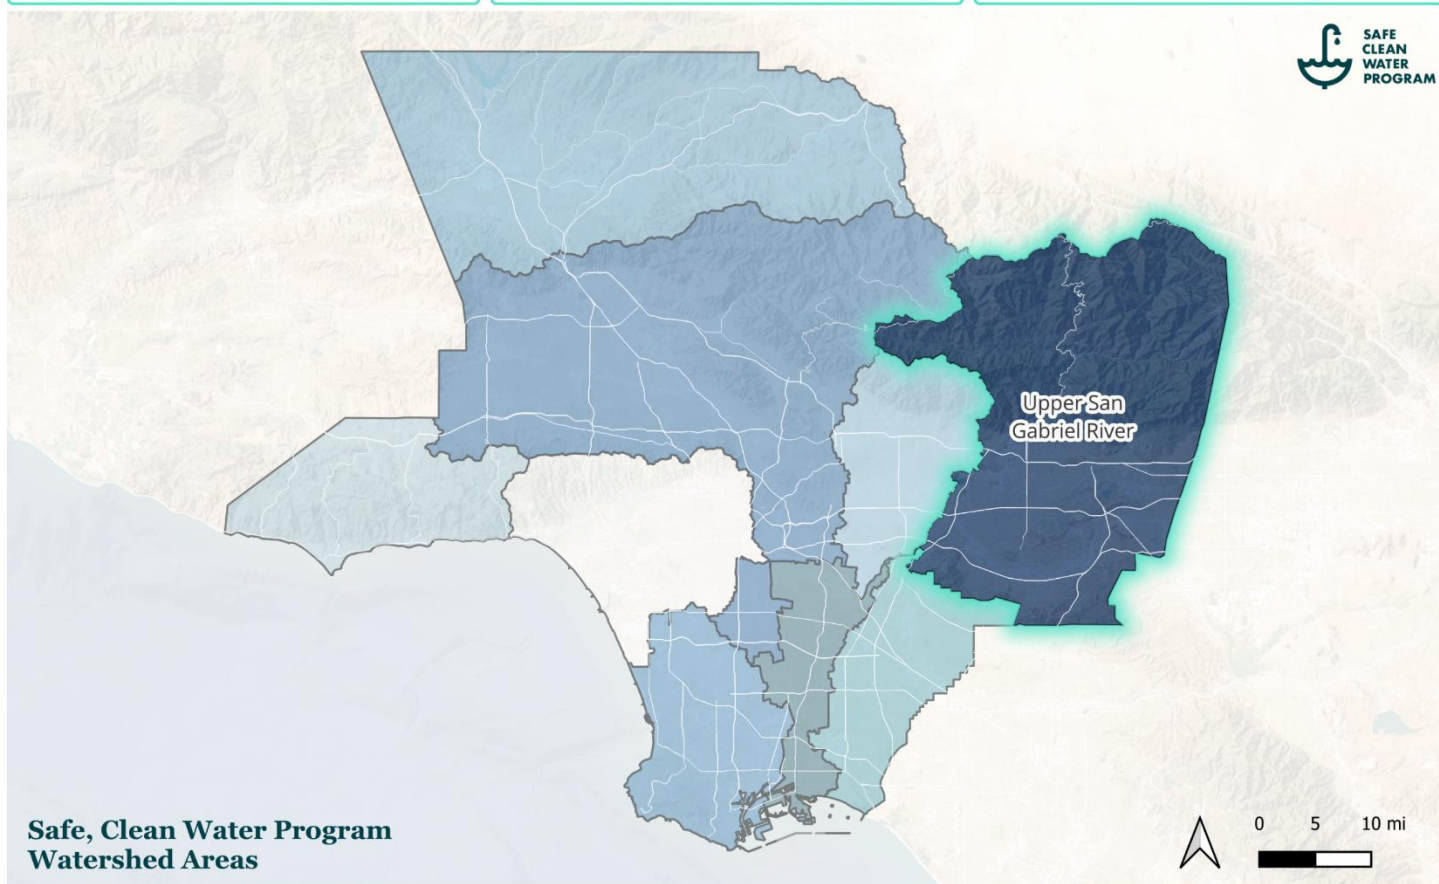 SAFE
CLEAN
WATER
PROGRAM
Upper San
Gabriel River
Safe, Clean Water Program
Watershed Areas
0 5 10 mi